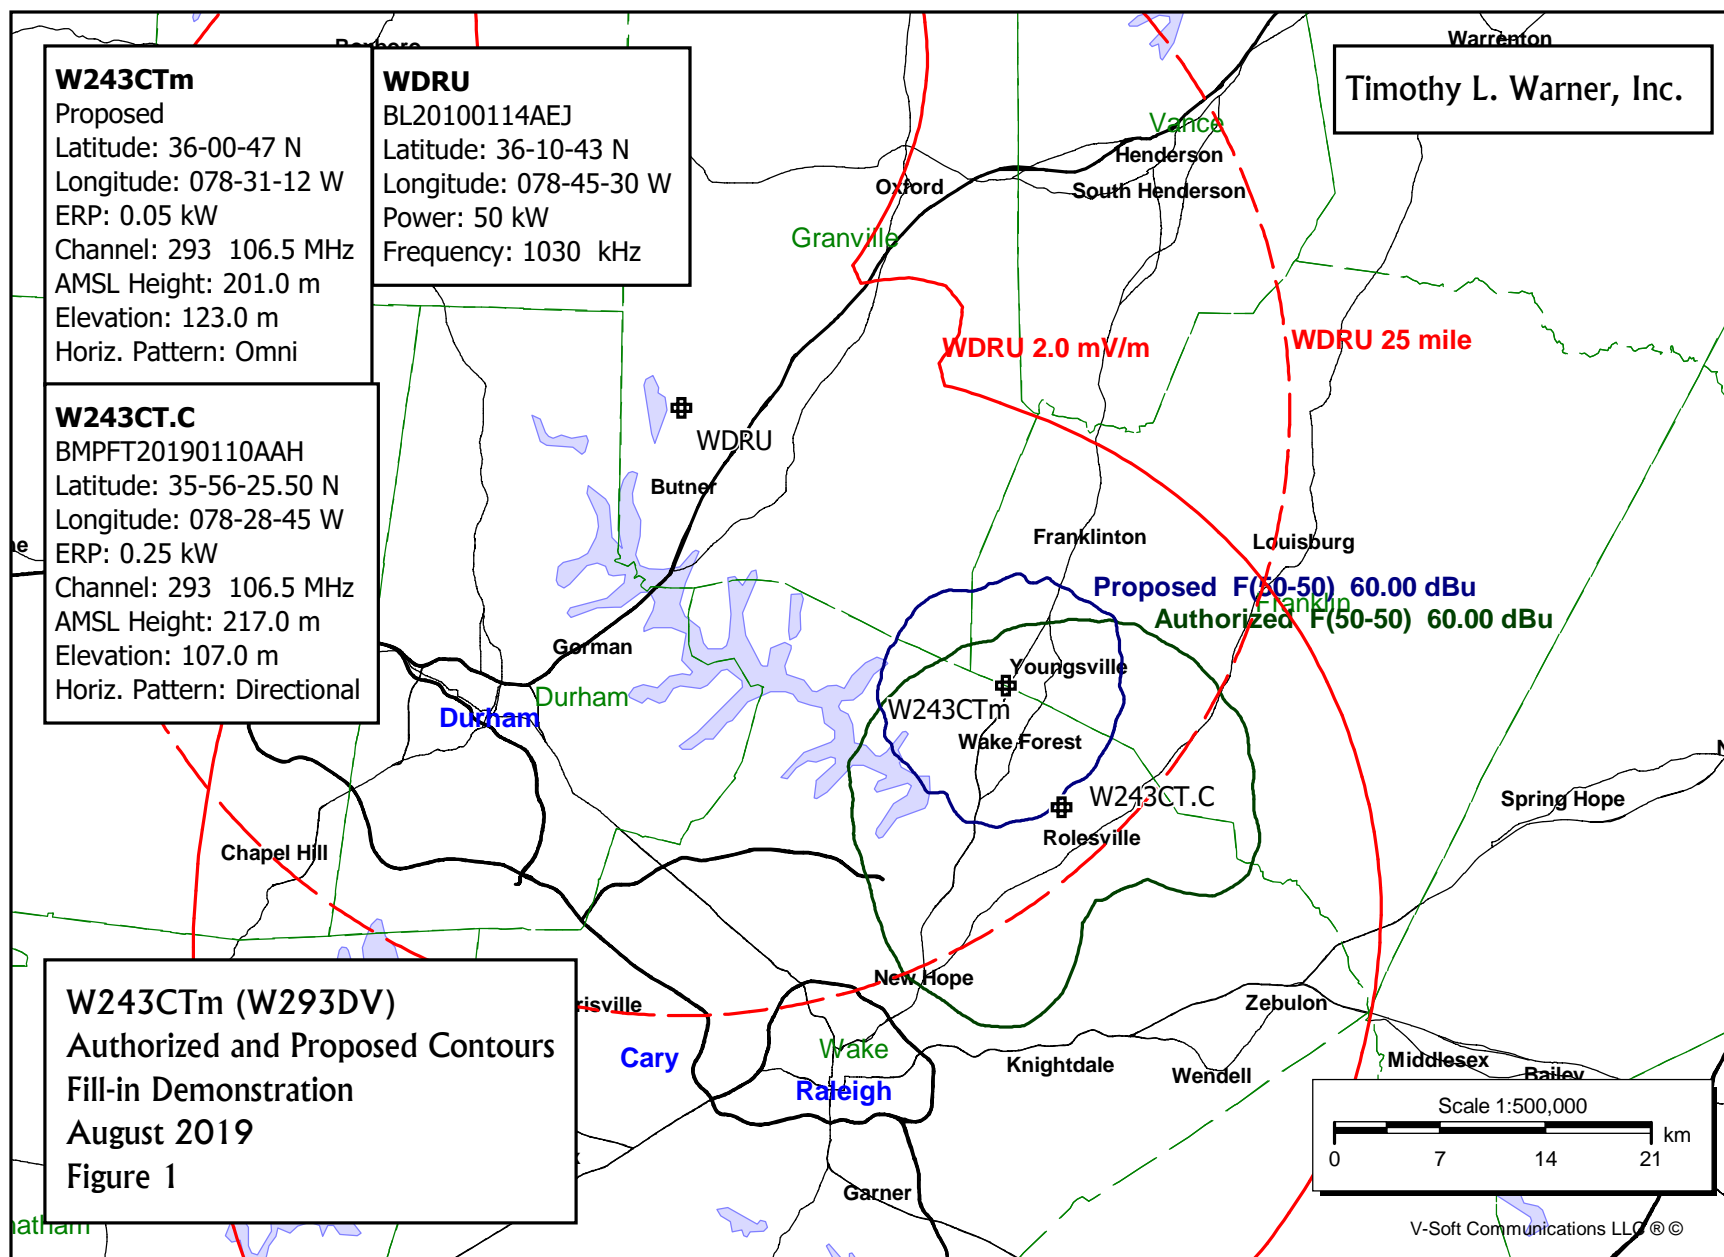 W243CTm
Proposed
Latitude: 36-00-47 N
Longitude: 078-31-12 W
ERP: 0.05 kW
Channel: 293  106.5 MHz
AMSL Height: 201.0 m
Elevation: 123.0 m
Horiz. Pattern: Omni
WDRU
BL20100114AEJ
Latitude: 36-10-43 N
Longitude: 078-45-30 W
Power: 50 kW
Frequency: 1030  kHz
W243CT.C
BMPFT20190110AAH
Latitude: 35-56-25.50 N
Longitude: 078-28-45 W
ERP: 0.25 kW
Channel: 293  106.5 MHz
AMSL Height: 217.0 m
Elevation: 107.0 m
Horiz. Pattern: Directional
Timothy L. Warner, Inc.
Warrenton
Vance
Henderson
South Henderson
Oxford
Granville
WDRU 2.0 mV/m
WDRU 25 mile
WDRU
Butner
Franklinton
Louisburg
Proposed  F(50-50)  60.00 dBu
Franklin
Authorized  F(50-50)  60.00 dBu
Gorman
Youngsville
Durham
Durham
W243CTm
Wake Forest
W243CT.C
Rolesville
Spring Hope
Chapel Hill
New Hope
risville
Zebulon
Cary
Wake
Knightdale
Wendell
Middlesex
Bailey
Raleigh
Garner
atham
W243CTm (W293DV)
Authorized and Proposed Contours
Fill-in Demonstration
August 2019
Figure 1
Scale 1:500,000
km
0 7 14 21
V-Soft Communications LLC ® ©